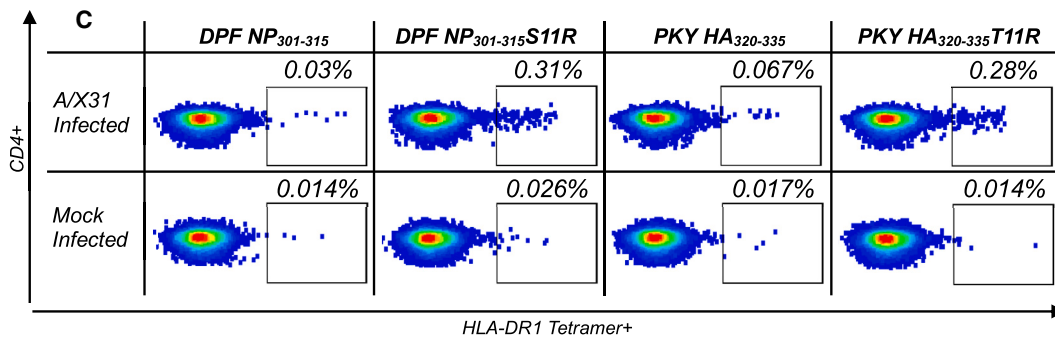 C
DPF NP301-315 DPF NP301-315S11R PKY HA320-335 PKY HA320-335T11R
CD4+
A/X31
Infected
0.03% 0.31% 0.067% 0.28%
Mock
Infected
0.014% 0.026% 0.017% 0.014%
HLA-DR1 Tetramer+